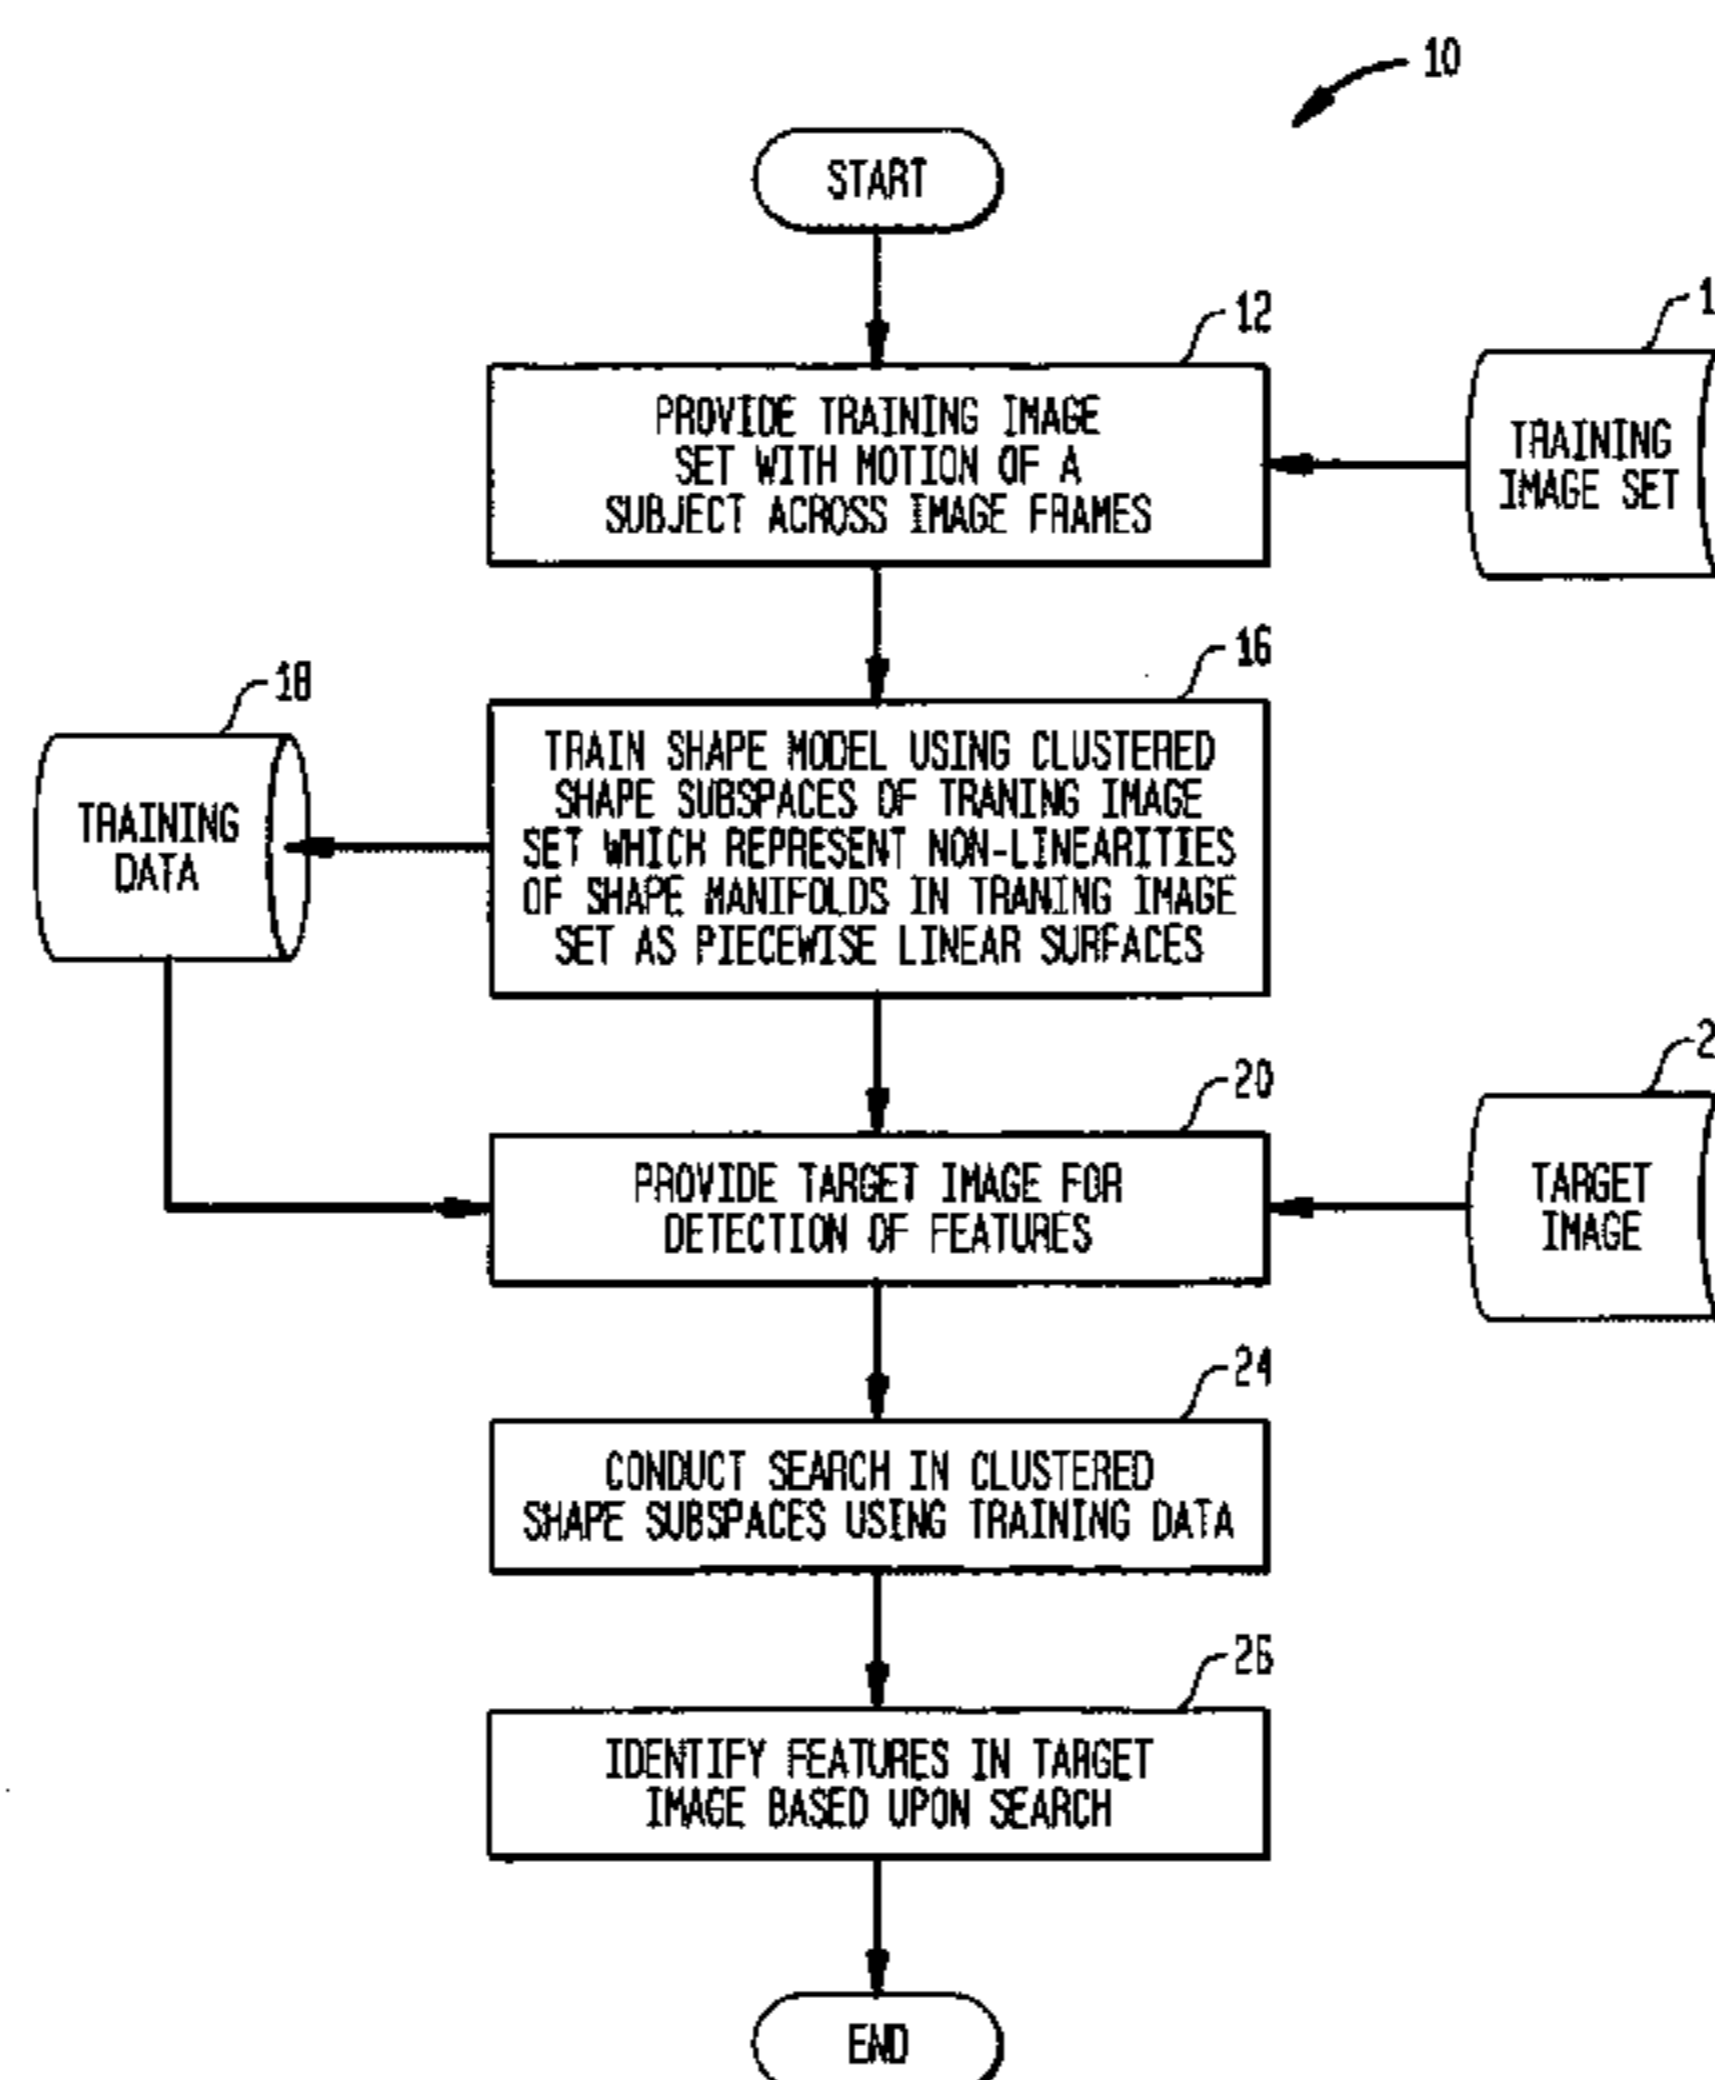 10
START
12
PROVIDE TRAINING IMAGE
SET WITH MOTION OF A
SUBJECT ACROSS IMAGE FRAMES
TRAINING
IMAGE SET
16
TRAIN SHAPE MODEL USING CLUSTERED
SHAPE SUBSPACES OF TRANING IMAGE
SET WHICH REPRESENT NON-LINEARITIES
OF SHAPE MANIFOLDS IN TRANING IMAGE
SET AS PIECEWISE LINEAR SURFACES
18
TRAINING
DATA
20
PROVIDE TARGET IMAGE FOR
DETECTION OF FEATURES
TARGET
IMAGE
24
CONDUCT SEARCH IN CLUSTERED
SHAPE SUBSPACES USING TRAINING DATA
26
IDENTIFY FEATURES IN TARGET
IMAGE BASED UPON SEARCH
END